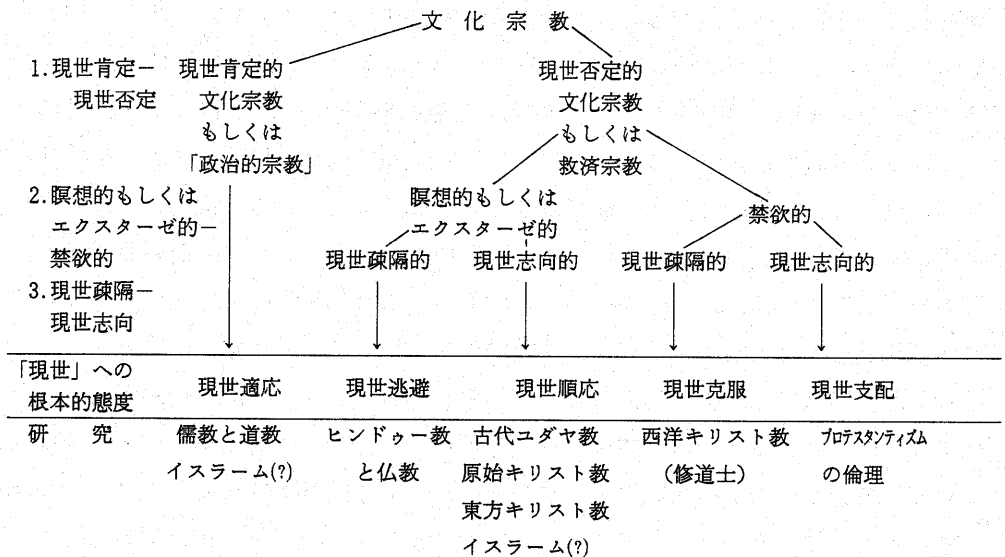 文化宗教
1.現世肯定－ 現世肯定的 現世否定的
現世否定 文化宗教 文化宗教
もしくは もしくは
「政治的宗教」 救済宗教
2.瞑想的もしくは 瞑想的もしくは 禁欲的
エクスターゼ的－ エクスターゼ的
禁欲的 現世疎隔的 現世志向的 現世疎隔的 現世志向的
3.現世疎隔－
現世志向
「現世」への
根本的態度 現世適応 現世逃避 現世順応 現世克服 現世支配
研究 儒教と道教 ヒンドゥー教 古代ユダヤ教 西洋キリスト教 プロテスタンティズム
イスラーム(?) と仏教 原始キリスト教 (修道士) の倫理
東方キリスト教
イスラーム(?)